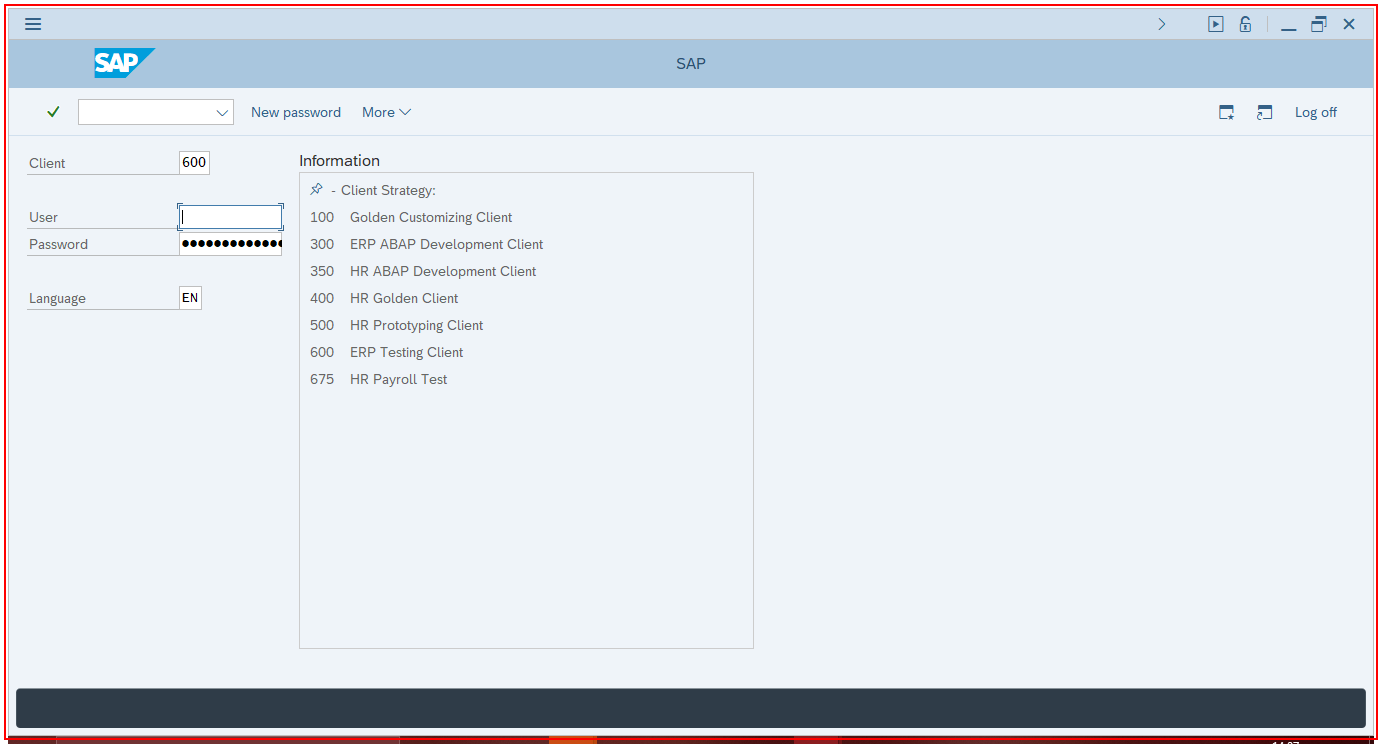 SAP
SAP
New password
More
Log off
Client 600
Information
- Client Strategy:
User
100 Golden Customizing Client
Password ●●●●●●●●●●●●●
300 ERP ABAP Development Client
350 HR ABAP Development Client
Language EN
400 HR Golden Client
500 HR Prototyping Client
600 ERP Testing Client
675 HR Payroll Test